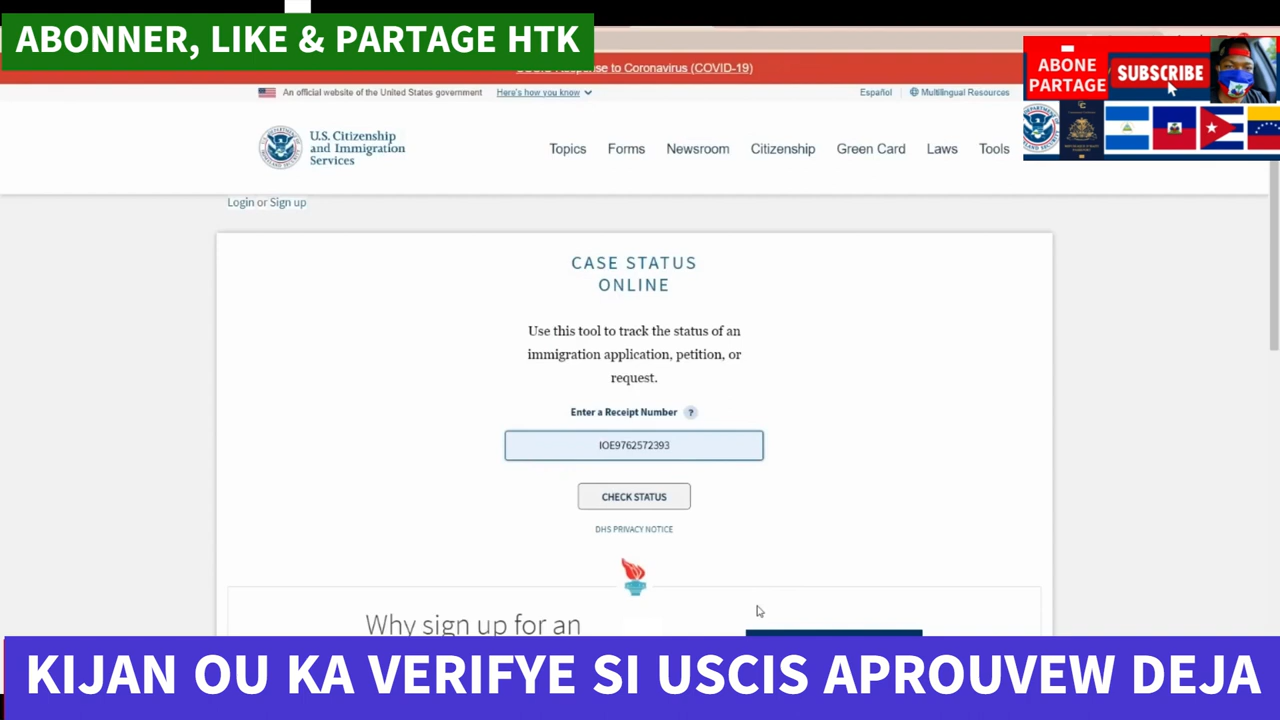 ABONNER, LIKE & PARTAGE HTK
to Coronavirus (COVID-19)
ABONE
PARTAGE
SUBSCRIBE
An official website of the United States government
Here's how you know
Español
Multilingual Resources
U.S. Citizenship
and Immigration
Services
Topics
Forms
Newsroom
Citizenship
Green Card
Laws
Tools
Login or Sign up
CASE STATUS
ONLINE
Use this tool to track the status of an
immigration application, petition, or
request.
Enter a Receipt Number ?
IOE9762572393
CHECK STATUS
DHS PRIVACY NOTICE
Why sign up for an
KIJAN OU KA VERIFYE SI USCIS APROUVEW DEJA